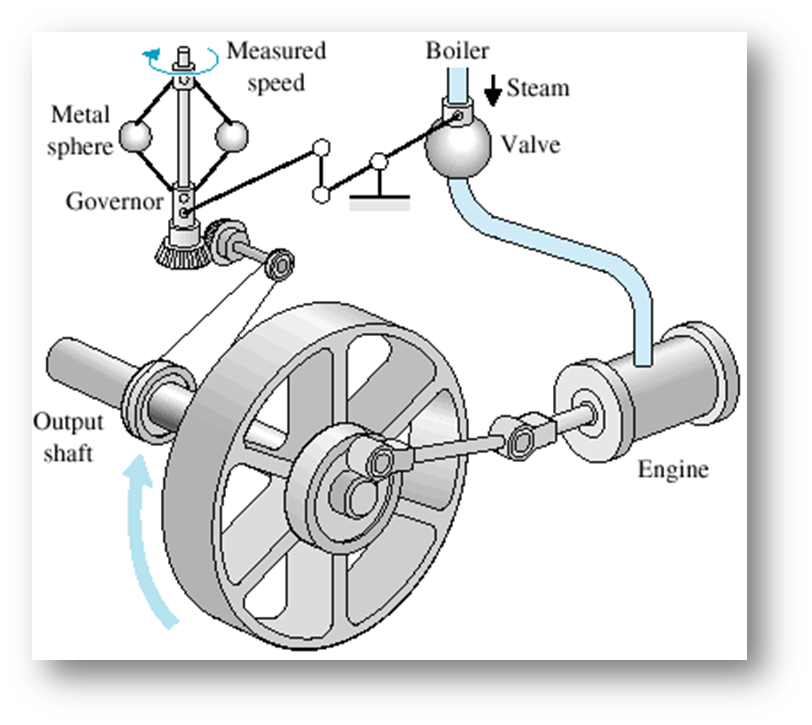 Measured
speed
Boiler
Steam
Metal
sphere
Valve
Governor
Output
shaft
Engine